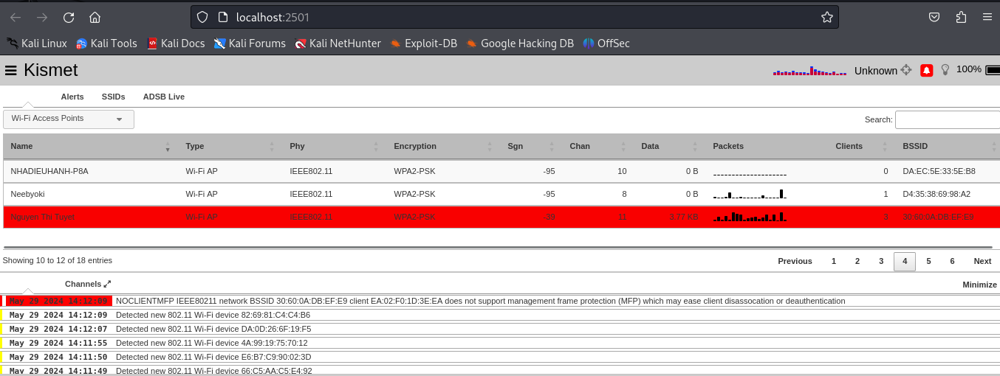 localhost:2501
Kali Linux Kali Tools Kali Docs Kali Forums Kali NetHunter Exploit-DB Google Hacking DB OffSec
Kismet Unknown 100%
Alerts SSIDs ADSB Live
Wi-Fi Access Points Search:
Name Type Phy Encryption Sgn Chan Data Packets Clients BSSID
NHADIEUHANH-P8A Wi-Fi AP IEEE802.11 WPA2-PSK -95 10 0 B 0 DA:EC:5E:33:5E:B8
Neebyoki Wi-Fi AP IEEE802.11 WPA2-PSK -95 8 0 B 1 D4:35:38:69:98:A2
Nguyen Thi Tuyet Wi-Fi AP IEEE802.11 WPA2-PSK -39 11 3.77 KB 3 30:60:0A:DB:EF:E9
Showing 10 to 12 of 18 entries Previous 1 2 3 4 5 6 Next
Channels Minimize
May 29 2024 14:12:09 NOCLIENTMFP IEEE80211 network BSSID 30:60:0A:DB:EF:E9 client EA:02:F0:1D:3E:EA does not support management frame protection (MFP) which may ease client disassocation or deauthentication
May 29 2024 14:12:09 Detected new 802.11 Wi-Fi device 82:69:81:C4:C4:B6
May 29 2024 14:12:07 Detected new 802.11 Wi-Fi device DA:0D:26:6F:19:F5
May 29 2024 14:11:55 Detected new 802.11 Wi-Fi device 4A:99:19:75:70:12
May 29 2024 14:11:50 Detected new 802.11 Wi-Fi device E6:B7:C9:90:02:3D
May 29 2024 14:11:49 Detected new 802.11 Wi-Fi device 66:C5:AA:C5:E4:92